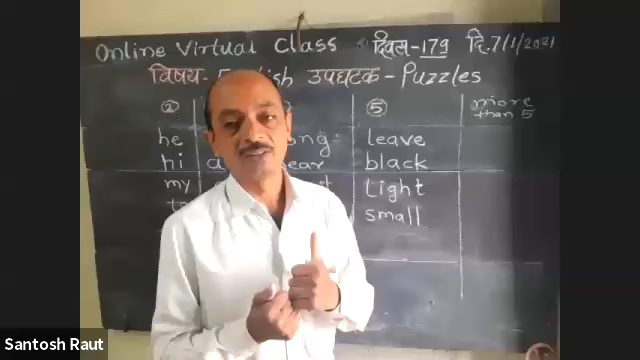 Online Virtual Class दिवस-179 दि.7/1/2021
विषय- English उपघटक - Puzzles
② ⑤ more than 5
he leave
hi black
my Light
small
Santosh Raut